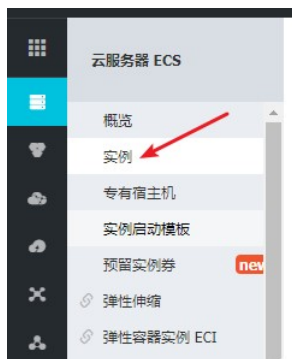 云服务器 ECS
概览
实例
专有宿主机
实例启动模板
预留实例券 new
弹性伸缩
弹性容器实例 ECI